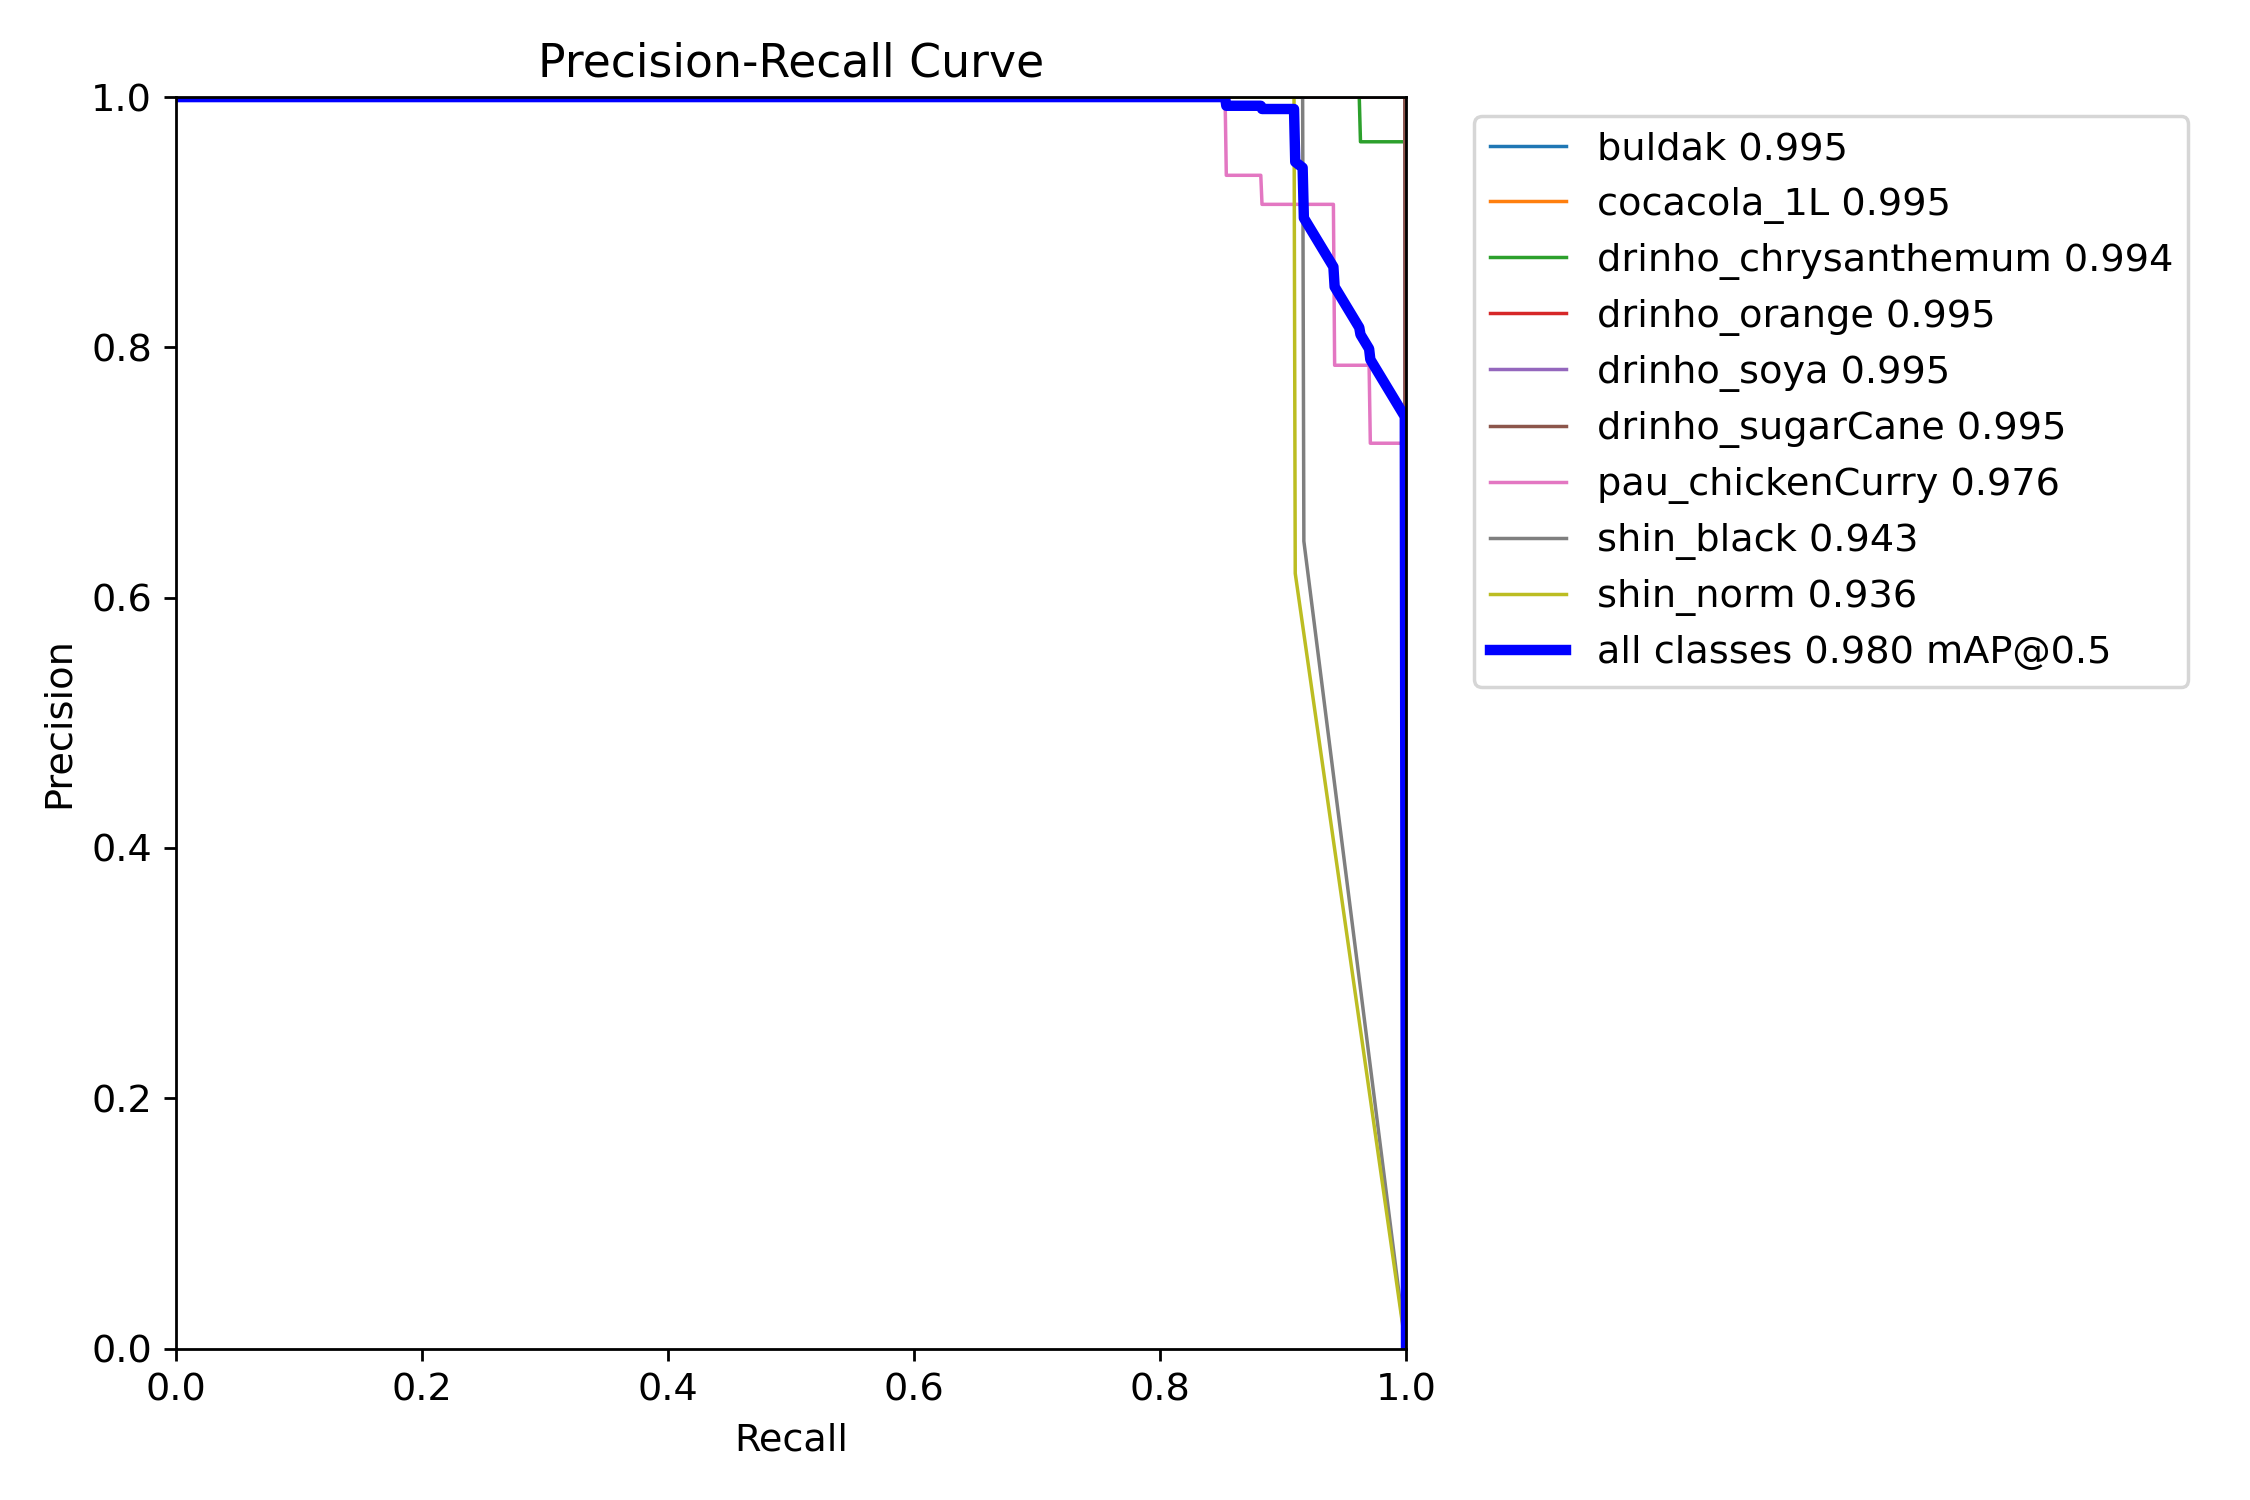 Precision-Recall Curve
1.0
0.8
0.6
0.4
0.2
0.0
Precision
0.0 0.2 0.4 0.6 0.8 1.0
Recall
buldak 0.995
cocacola_1L 0.995
drinho_chrysanthemum 0.994
drinho_orange 0.995
drinho_soya 0.995
drinho_sugarCane 0.995
pau_chickenCurry 0.976
shin_black 0.943
shin_norm 0.936
all classes 0.980 mAP@0.5